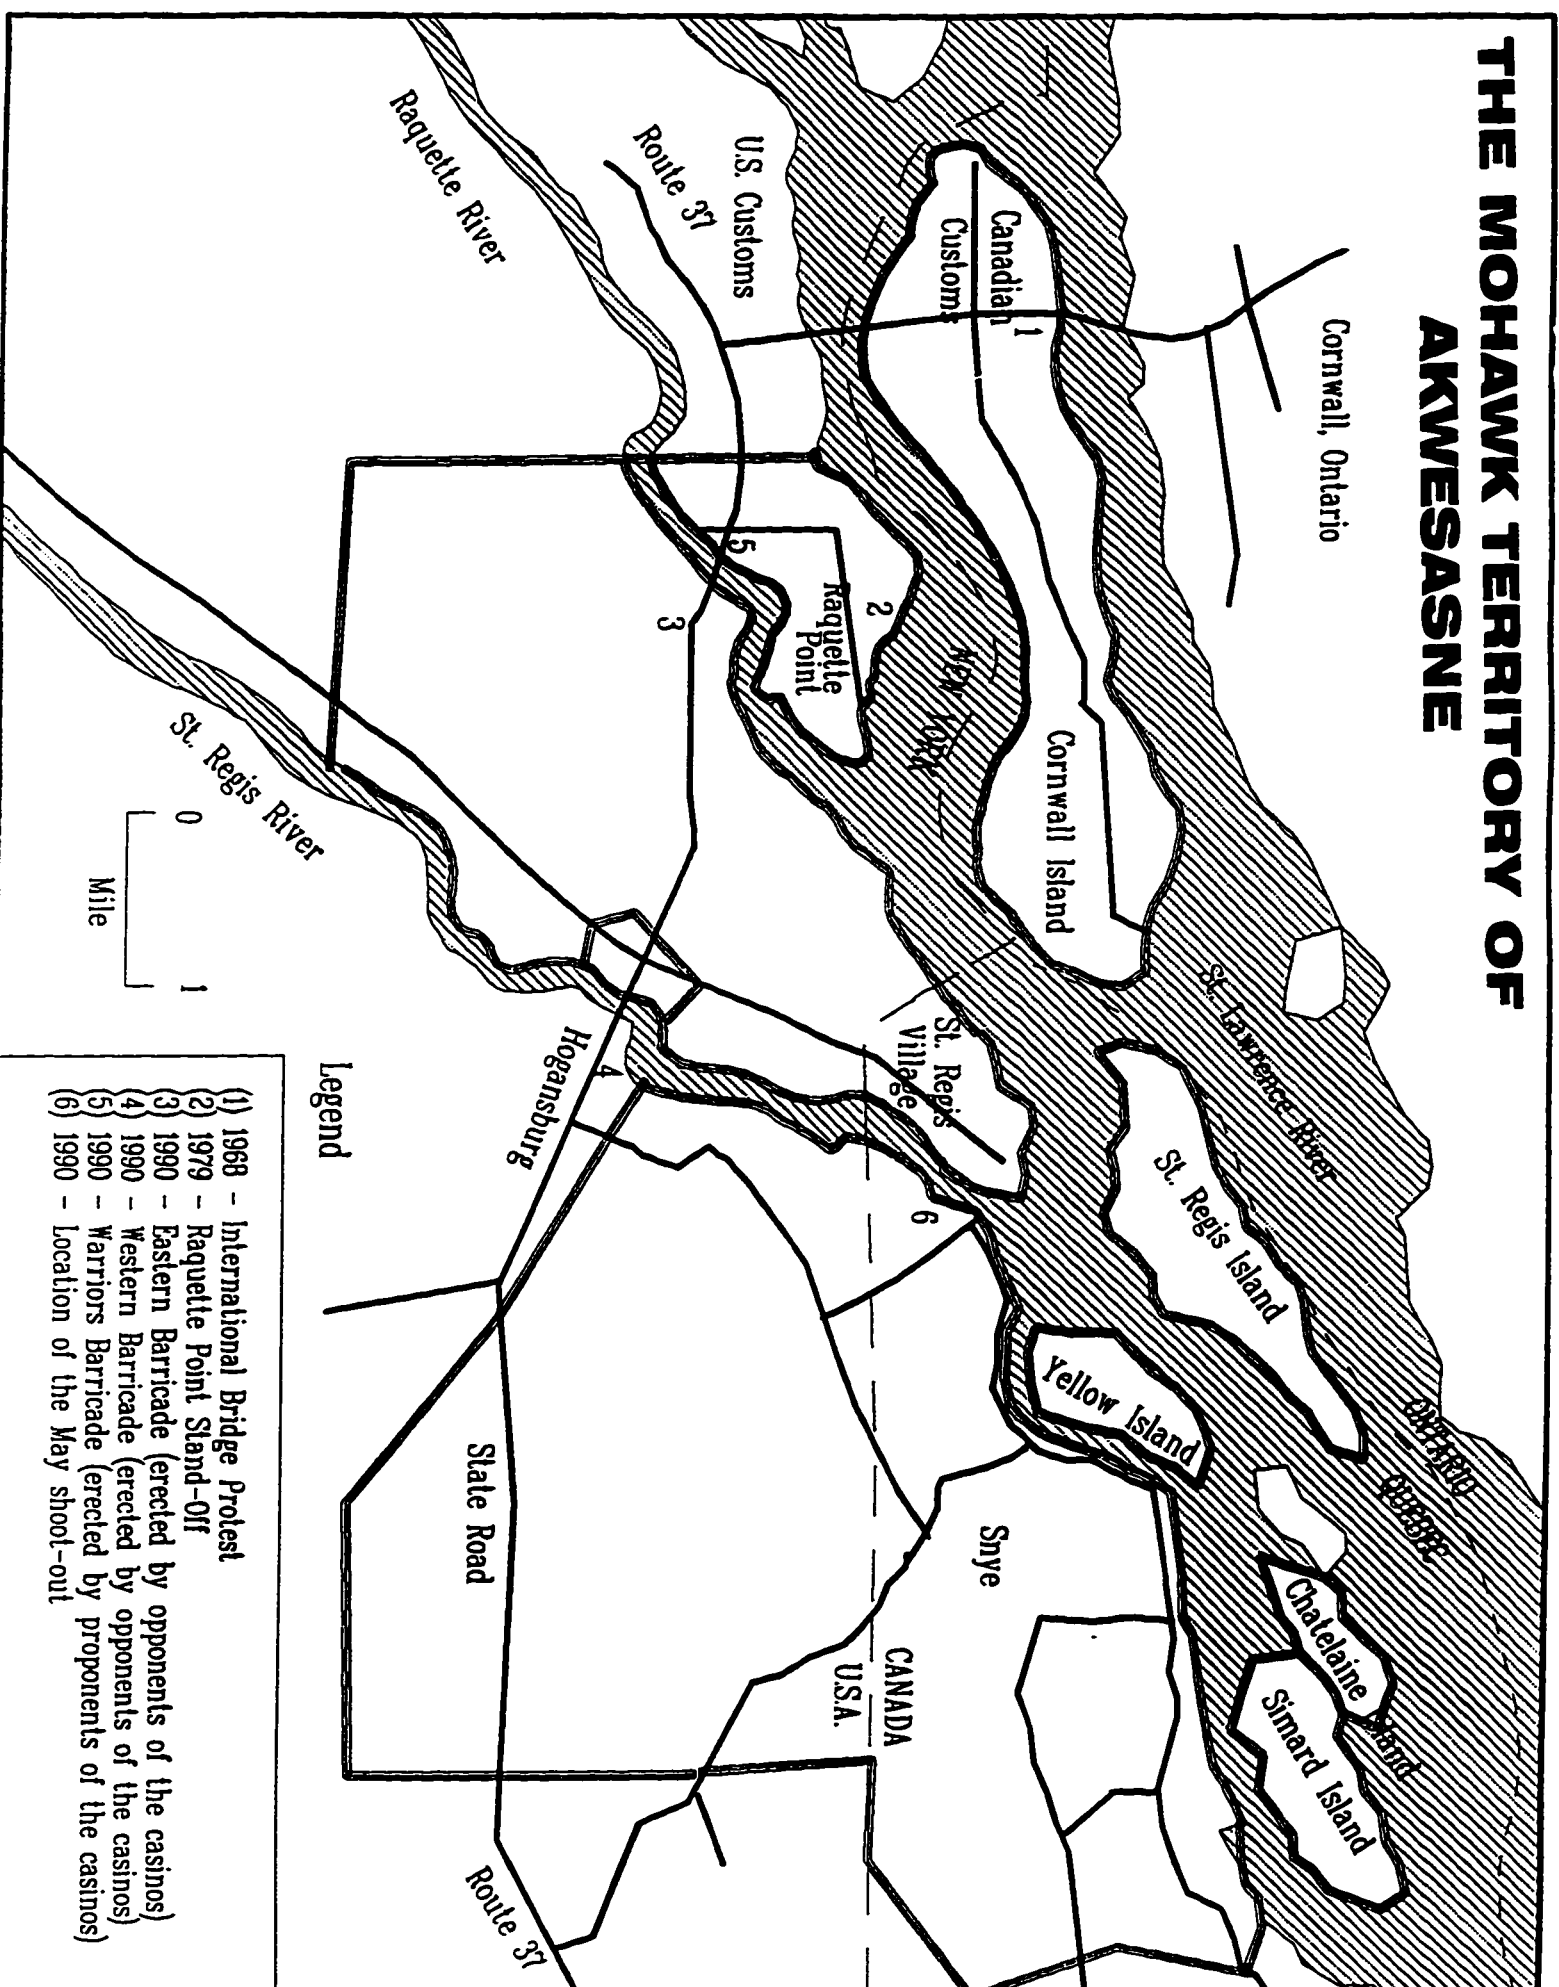 THE MOHAWK TERRITORY OF
AKWESASNE
Cornwall, Ontario
Canadian
Customs
1
U.S. Customs
Route 37
Raquette River
2
Raquette
Point
5
3
NEW YORK
Cornwall Island
St. Lawrence River
St. Regis
Village
St. Regis Island
ONTARIO
QUEBEC
Yellow Island
Chatelaine
Island
Simard Island
Snye
6
CANADA
U.S.A.
4
Hogansburg
State Road
Route 37
St. Regis River
0
1
Mile
Legend
(1) 1968 - International Bridge Protest
(2) 1979 - Raquette Point Stand-Off
(3) 1990 - Eastern Barricade (erected by opponents of the casinos)
(4) 1990 - Western Barricade (erected by opponents of the casinos)
(5) 1990 - Warriors Barricade (erected by proponents of the casinos)
(6) 1990 - Location of the May shoot-out